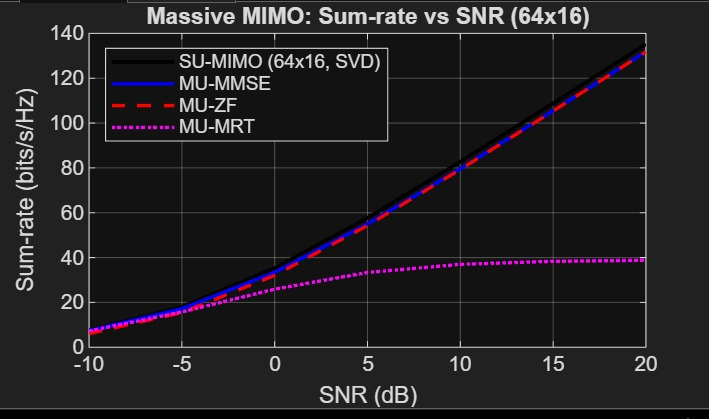 Massive MIMO: Sum-rate vs SNR (64x16)
Sum-rate (bits/s/Hz)
140
120
100
80
60
40
20
0
SU-MIMO (64x16, SVD)
MU-MMSE
MU-ZF
MU-MRT
-10 -5 0 5 10 15 20
SNR (dB)